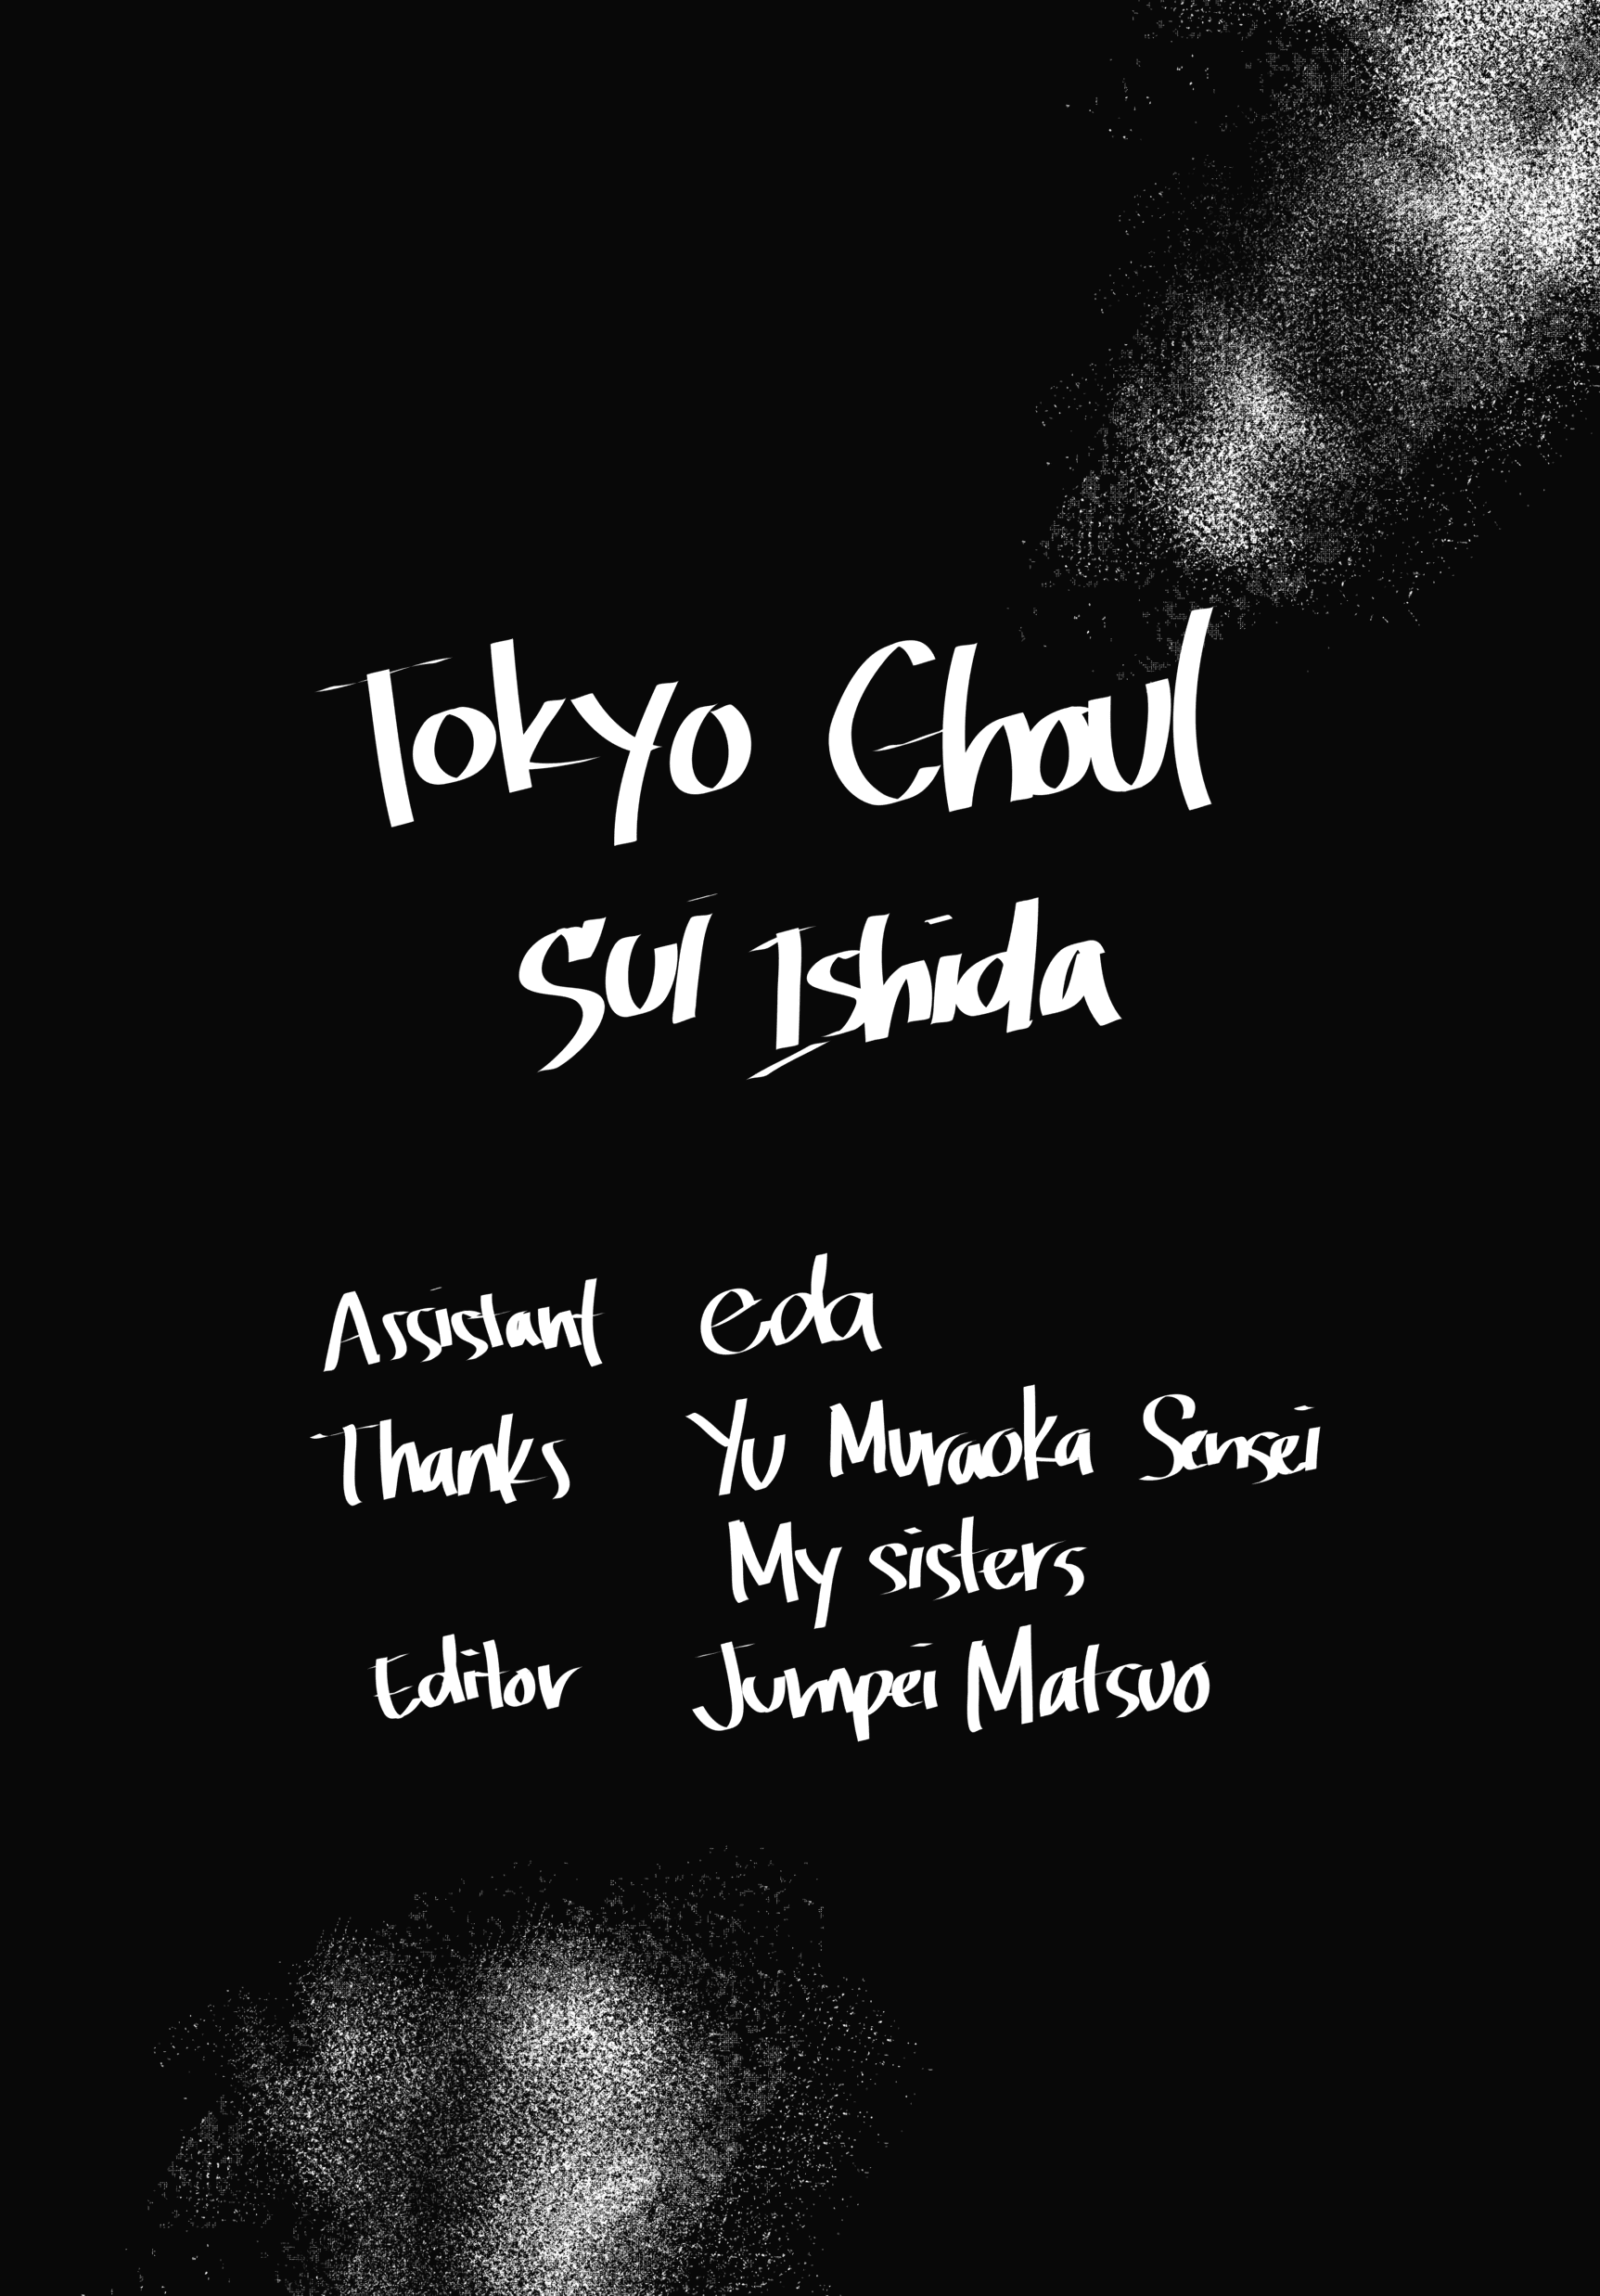 Tokyo Ghoul
Sui Ishida
Assistant eda
Thanks Yu Muraoka Sensei
My sisters
Editor Jumpei Matsuo